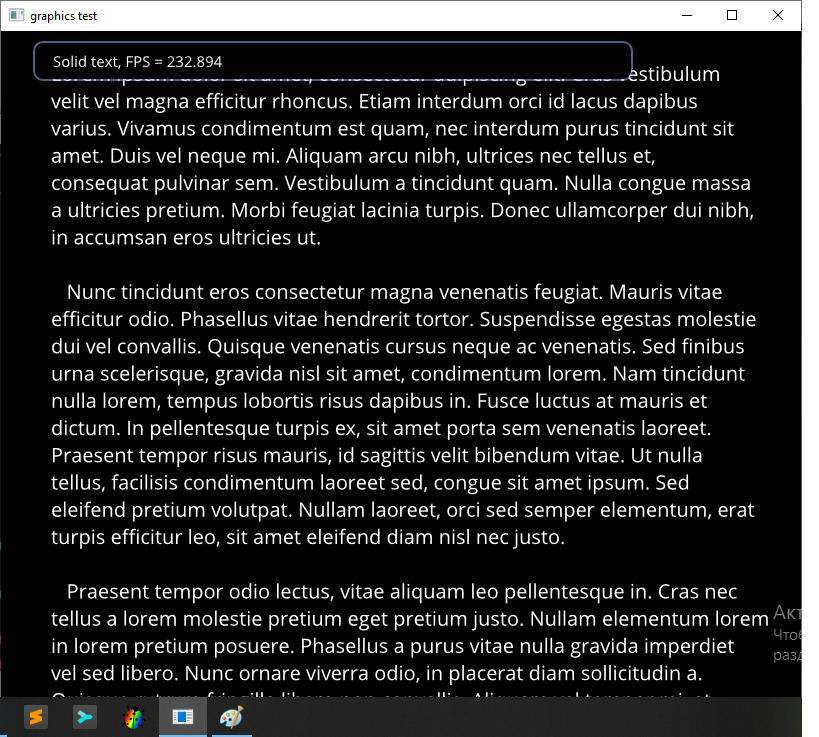 graphics test
Solid text, FPS = 232.894
vestibulum
velit vel magna efficitur rhoncus. Etiam interdum orci id lacus dapibus
varius. Vivamus condimentum est quam, nec interdum purus tincidunt sit
amet. Duis vel neque mi. Aliquam arcu nibh, ultrices nec tellus et,
consequat pulvinar sem. Vestibulum a tincidunt quam. Nulla congue massa
a ultricies pretium. Morbi feugiat lacinia turpis. Donec ullamcorper dui nibh,
in accumsan eros ultricies ut.
Nunc tincidunt eros consectetur magna venenatis feugiat. Mauris vitae
efficitur odio. Phasellus vitae hendrerit tortor. Suspendisse egestas molestie
dui vel convallis. Quisque venenatis cursus neque ac venenatis. Sed finibus
urna scelerisque, gravida nisl sit amet, condimentum lorem. Nam tincidunt
nulla lorem, tempus lobortis risus dapibus in. Fusce luctus at mauris et
dictum. In pellentesque turpis ex, sit amet porta sem venenatis laoreet.
Praesent tempor risus mauris, id sagittis velit bibendum vitae. Ut nulla
tellus, facilisis condimentum laoreet sed, congue sit amet ipsum. Sed
eleifend pretium volutpat. Nullam laoreet, orci sed semper elementum, erat
turpis efficitur leo, sit amet eleifend diam nisl nec justo.
Praesent tempor odio lectus, vitae aliquam leo pellentesque in. Cras nec
tellus a lorem molestie pretium eget pretium justo. Nullam elementum lorem
in lorem pretium posuere. Phasellus a purus vitae nulla gravida imperdiet
vel sed libero. Nunc ornare viverra odio, in placerat diam sollicitudin a.
Акт
Чтоб
разд